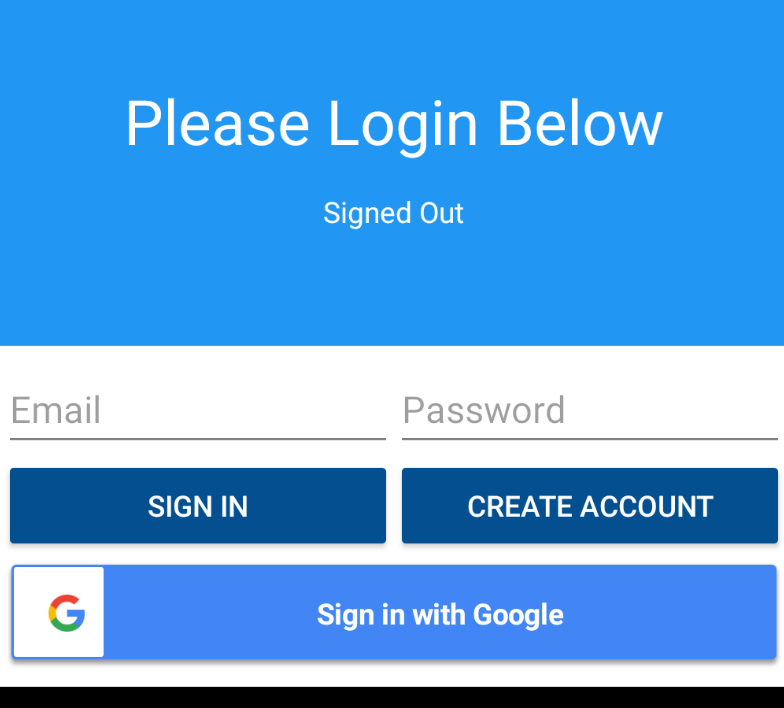 Please Login Below
Signed Out
Email
Password
SIGN IN
CREATE ACCOUNT
G
Sign in with Google